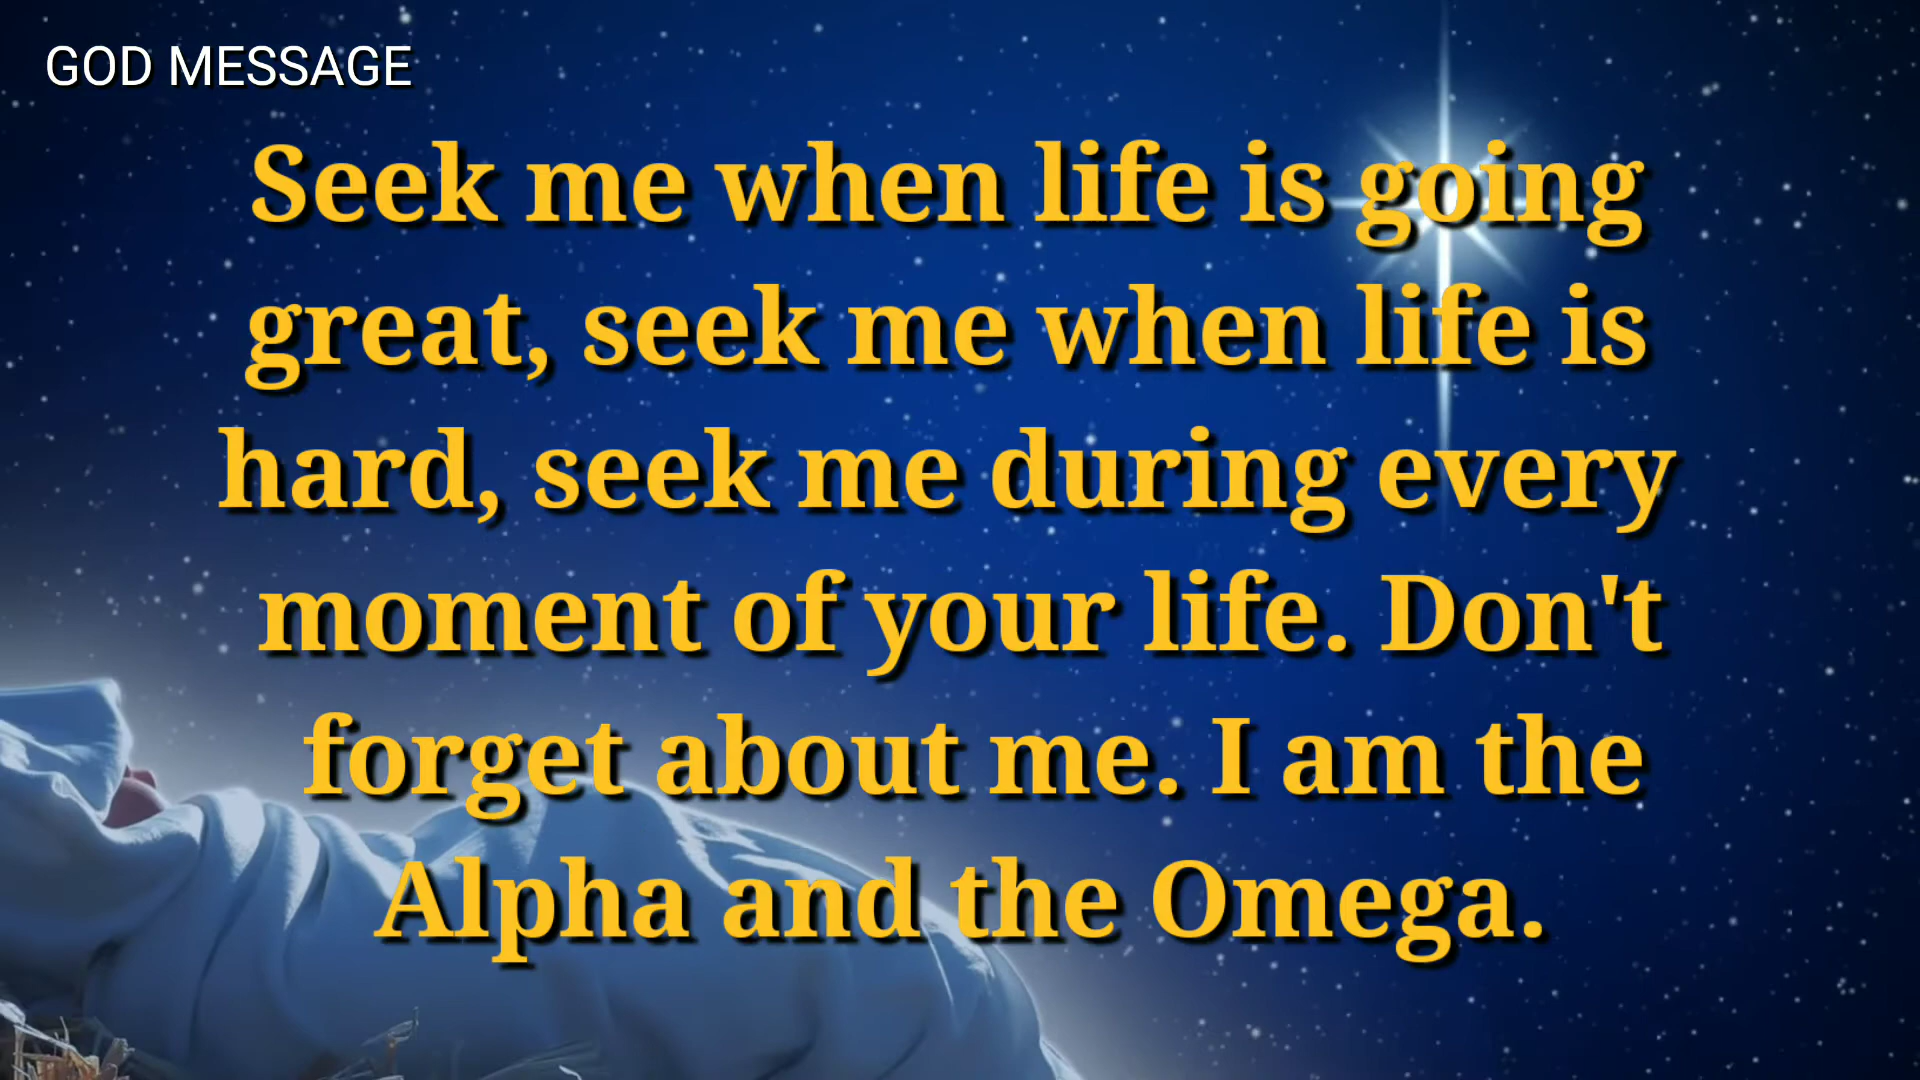 GOD MESSAGE
Seek me when life is going
great, seek me when life is
hard, seek me during every
moment of your life. Don't
forget about me. I am the
Alpha and the Omega.